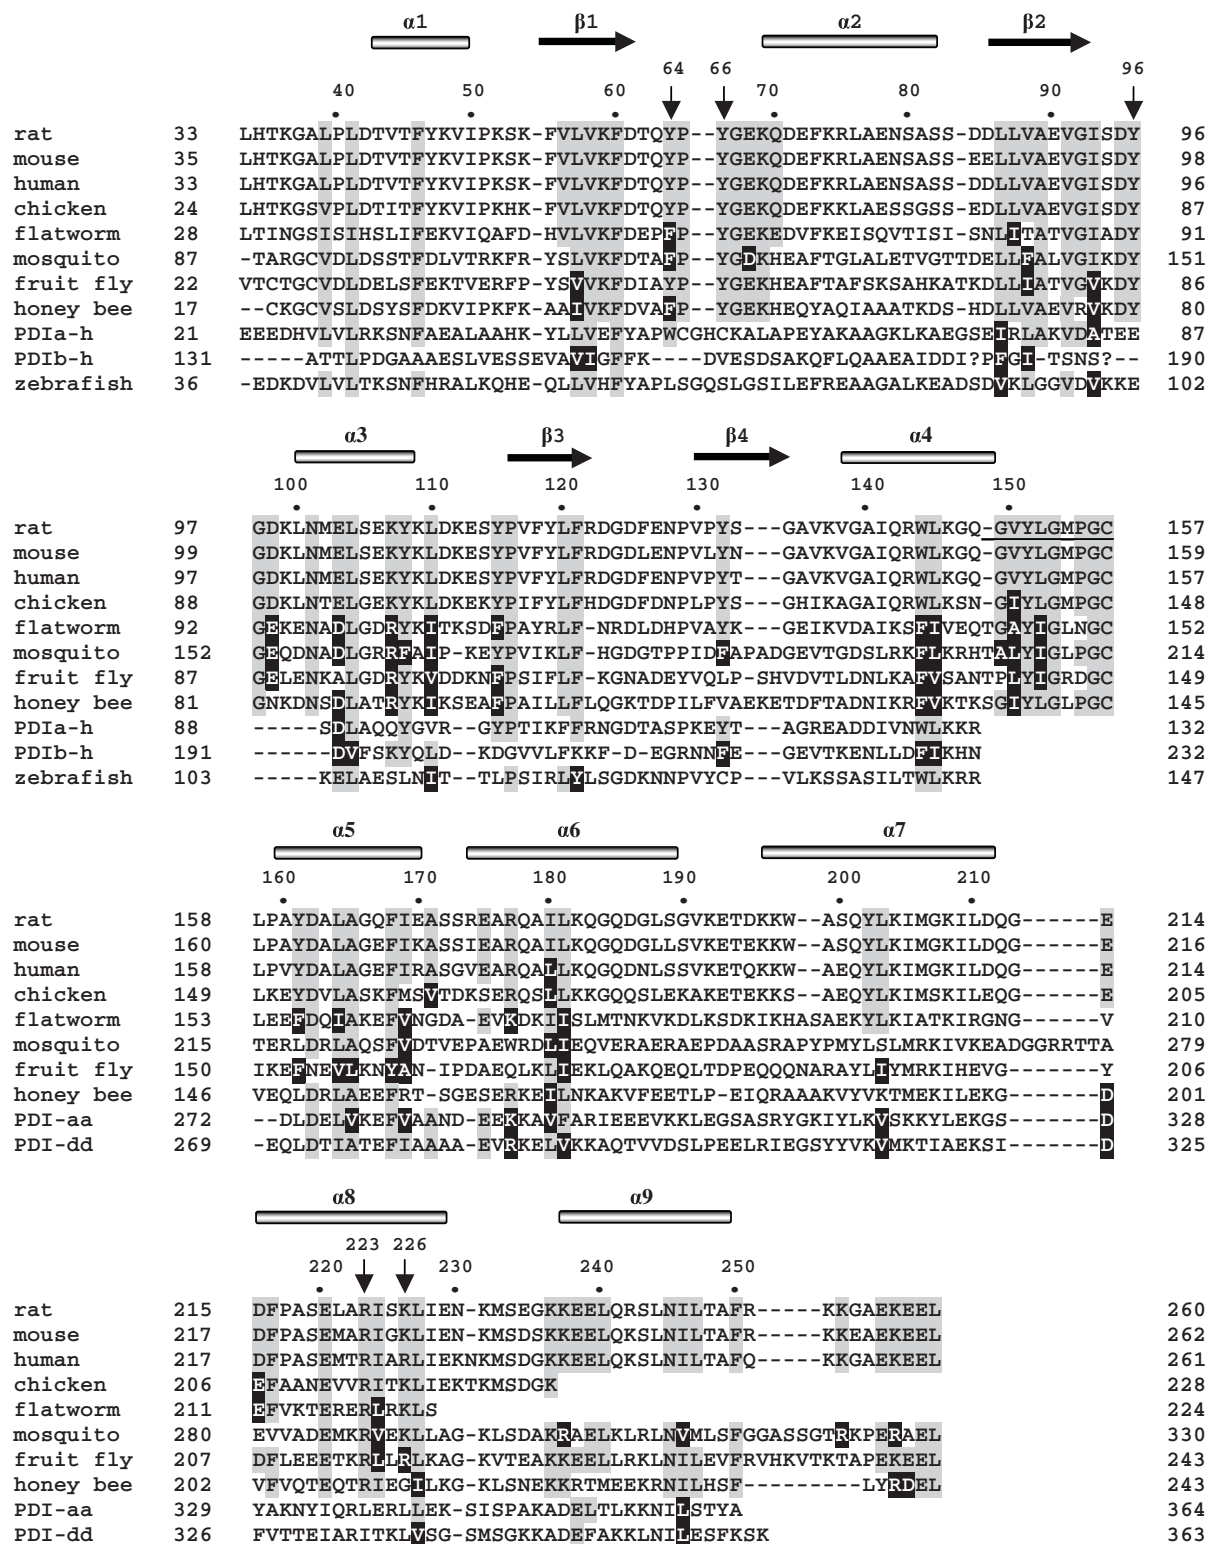 α1 β1 α2 β2
64 66 96
40 50 60 70 80 90
rat 33 LHTKGALPLDTVTFYKVIPKSK-FVLVKFDTQYP--YGEKQDEFKRLAENSASS-DDLLVAEVGISDY 96
mouse 35 LHTKGALPLDTVTFYKVIPKSK-FVLVKFDTQYP--YGEKQDEFKRLAENSASS-EELLVAEVGISDY 98
human 33 LHTKGALPLDTVTFYKVIPKSK-FVLVKFDTQYP--YGEKQDEFKRLAENSASS-DDLLVAEVGISDY 96
chicken 24 LHTKGSVPLDTITFYKVIPKHK-FVLVKFDTQYP--YGEKQDEFKKLAESSGSS-EDLLVAEVGISDY 87
flatworm 28 LTINGSISIHSLIFEKVIQAFD-HVLVKFDEPFP--YGEKEDVFKEISQVTISI-SNLITATVGIADY 91
mosquito 87 -TARGCVDLDSSTFDLVTRKFR-YSLVKFDTAFP--YGDKHEAFTGLALETVGTTDELLFALVGIKDY 151
fruit fly 22 VTCTGCVDLDELSFEKTVERFP-YSVVKFDIAYP--YGEKHEAFTAFSKSAHKATKDLLIATVGVKDY 86
honey bee 17 --CKGCVSLDSYSFDKVIPKFK-AAIVKFDVAFP--YGEKHEQYTAIAKDVHSD-KDLLVAEVRVKDY 80
PDIa-h 21 EEEDHVLVLRKSNFAEALAAHK-YLLVEFYAPWCGHCKALAPEYAKAAGKLKAEGSEIRLAKVDATEE 87
PDIb-h 131 -----ATTLPDGAAAESLVESSEVAVIGFFK----DVESDSAKQFLQAAEAIDDI?PFGI-TSNS?-- 190
zebrafish 36 -EDKDVLVLTKSNFHRALKQHE-QLLVHFYAPLSGQSLGSILEFREAAGALKEADSDVKLGGVDVKKE 102
α3 β3 β4 α4
100 110 120 130 140 150
rat 97 GDKLNMELSEKYKLDKESYPVFYLFRDGDFENPVPYS---GAVKVGAIQRWLKGQ-GVYLGMPGC 157
mouse 99 GDKLNMELSEKYKLDKESYPVFYLFRDGDFENPVLYN---GAVKVGAIQRWLKGQ-GVYLGMPGC 159
human 97 GDKLNMELSEKYKLDKESYPVFYLFRDGDFENPVPYT---GAVKVGAIQRWLKGQ-GVYLGMPGC 157
chicken 88 GDKLNTELGEKYKLDKEKYPIFYLFHDGDFDNPLPYS---GHIKAGAIQRWLKSN-GIYLGMPGC 148
flatworm 92 GEKENADLGDRYKITKSDFPAYRLF-NRDLDHPVAYK---GEIKVDAIKSFIVEQTGAYIGLNGC 152
mosquito 152 GEQDNADLGRRFAIP-KEYPVIKLF-HGDGTPPIDFAPADGEVTGDSLRKFLKRHTALYIGLPGC 214
fruit fly 87 GELENKALGDRYKVDDKNFPSIFLF-KGNADEYVQLP-SHVDVTLDNLKAFVSANTPLYIGRDGC 149
honey bee 81 GNKDNSDLATRYKIKSEAFPAILLFLQGKTDPILFVAEKETDFTADNIKRFVKTKSGIYLGLPGC 145
PDIa-h 88 -----SDLAQQYGVR--GYPTIKFFRNGDTASPKEYT---AGREADDIVNWLKKR 132
PDIb-h 191 -----DVFSKYQLD--KDGVVLFKKF-D-EGRNNFE---GEVTKENLLDFIKHN 232
zebrafish 103 -----KELAESLNIT--TLPSIRLYLSGDKNNPVYCP---VLKSSASILTWLKRR 147
α5 α6 α7
160 170 180 190 200 210
rat 158 LPAYDALAGQFIEASSREARQAILKQGQDGLSGVKETDKKW--ASQYLKIMGKILDQG------E 214
mouse 160 LPAYDALAGEFIKASSIEARQAILKQGQDGLLSVKETEKKW--ASQYLKIMGKILDQG------E 216
human 158 LPVYDALAGEFIRASGVEARQALLKQGQDNLSSVKETQKKW--AEQYLKIMGKILDQG------E 214
chicken 149 LKEYDVLASKFMSVTDKSERQSLLKKGQQSLEKAKETEKKS--AEQYLKIMSKILEQG------E 205
flatworm 153 LEEFDQIAKEFVNGDA-EVKDKIISLMTNKVKDLKSDKIKHASAEKYLKIATKIRGNG------V 210
mosquito 215 TERLDRLAQSFVDTVEPAEWRDLIEQVERAERAEPDAASRAPYPMYLSLMRKIVKEADGGRRTTA 279
fruit fly 150 IKEFNEVLKNYAN-IPDAEQLKLIEKLQAKQEQLTDPEQQQNARAYLIYMRKIHEVG------Y 206
honey bee 146 VEQLDRLAEEFRT-SGESERKEILNKAKVFEETLP-EIQRAAAKVYVKTMEKILEKG------D 201
PDI-aa 272 --DLDELVKEFVAAND-EEKKAVFARIEEEVKKLEGSASRYGKIYLKVSKKYLEKGS------D 328
PDI-dd 269 -EQLDTIATEFIAAAA-EVRKELVKKAQTVVDSLPEELRIEGSYYVKVMKTIAEKSI------D 325
α8 α9
223 226
220 230 240 250
rat 215 DFPASELARISKLIEN-KMSEGKKEELQRSLNILTAFR-----KKGAEKEEL 260
mouse 217 DFPASEMARIGKLIEN-KMSDSKKEELQKSLNILTAFR-----KKEAEKEEL 262
human 217 DFPASEMTRIARLIEKNKMSDGKKEELQKSLNILTAFQ-----KKGAEKEEL 261
chicken 206 EFAANEVVRITKLIEKTKMSDGK 228
flatworm 211 EFVKTERERLRKLS 224
mosquito 280 EVVADEMKRVEKLLAG-KLSDAKRAELKLRLNVMLSFGGASSGTRKPERAEL 330
fruit fly 207 DFLEEETKRLLRLKAG-KVTEAKKEELLRKLNILEVFRVHKVTKTAPEKEEL 243
honey bee 202 VFVQTEQTRIEGILKG-KLSNEKKRTMEEKRNILHSF---------LYRDEL 243
PDI-aa 329 YAKNYIQRLERLLEK-SISPAKADELTLKKNILSTYA 364
PDI-dd 326 FVTTEIARITKLVSG-SMSGKKADEFAKKLNILESFKSK 363